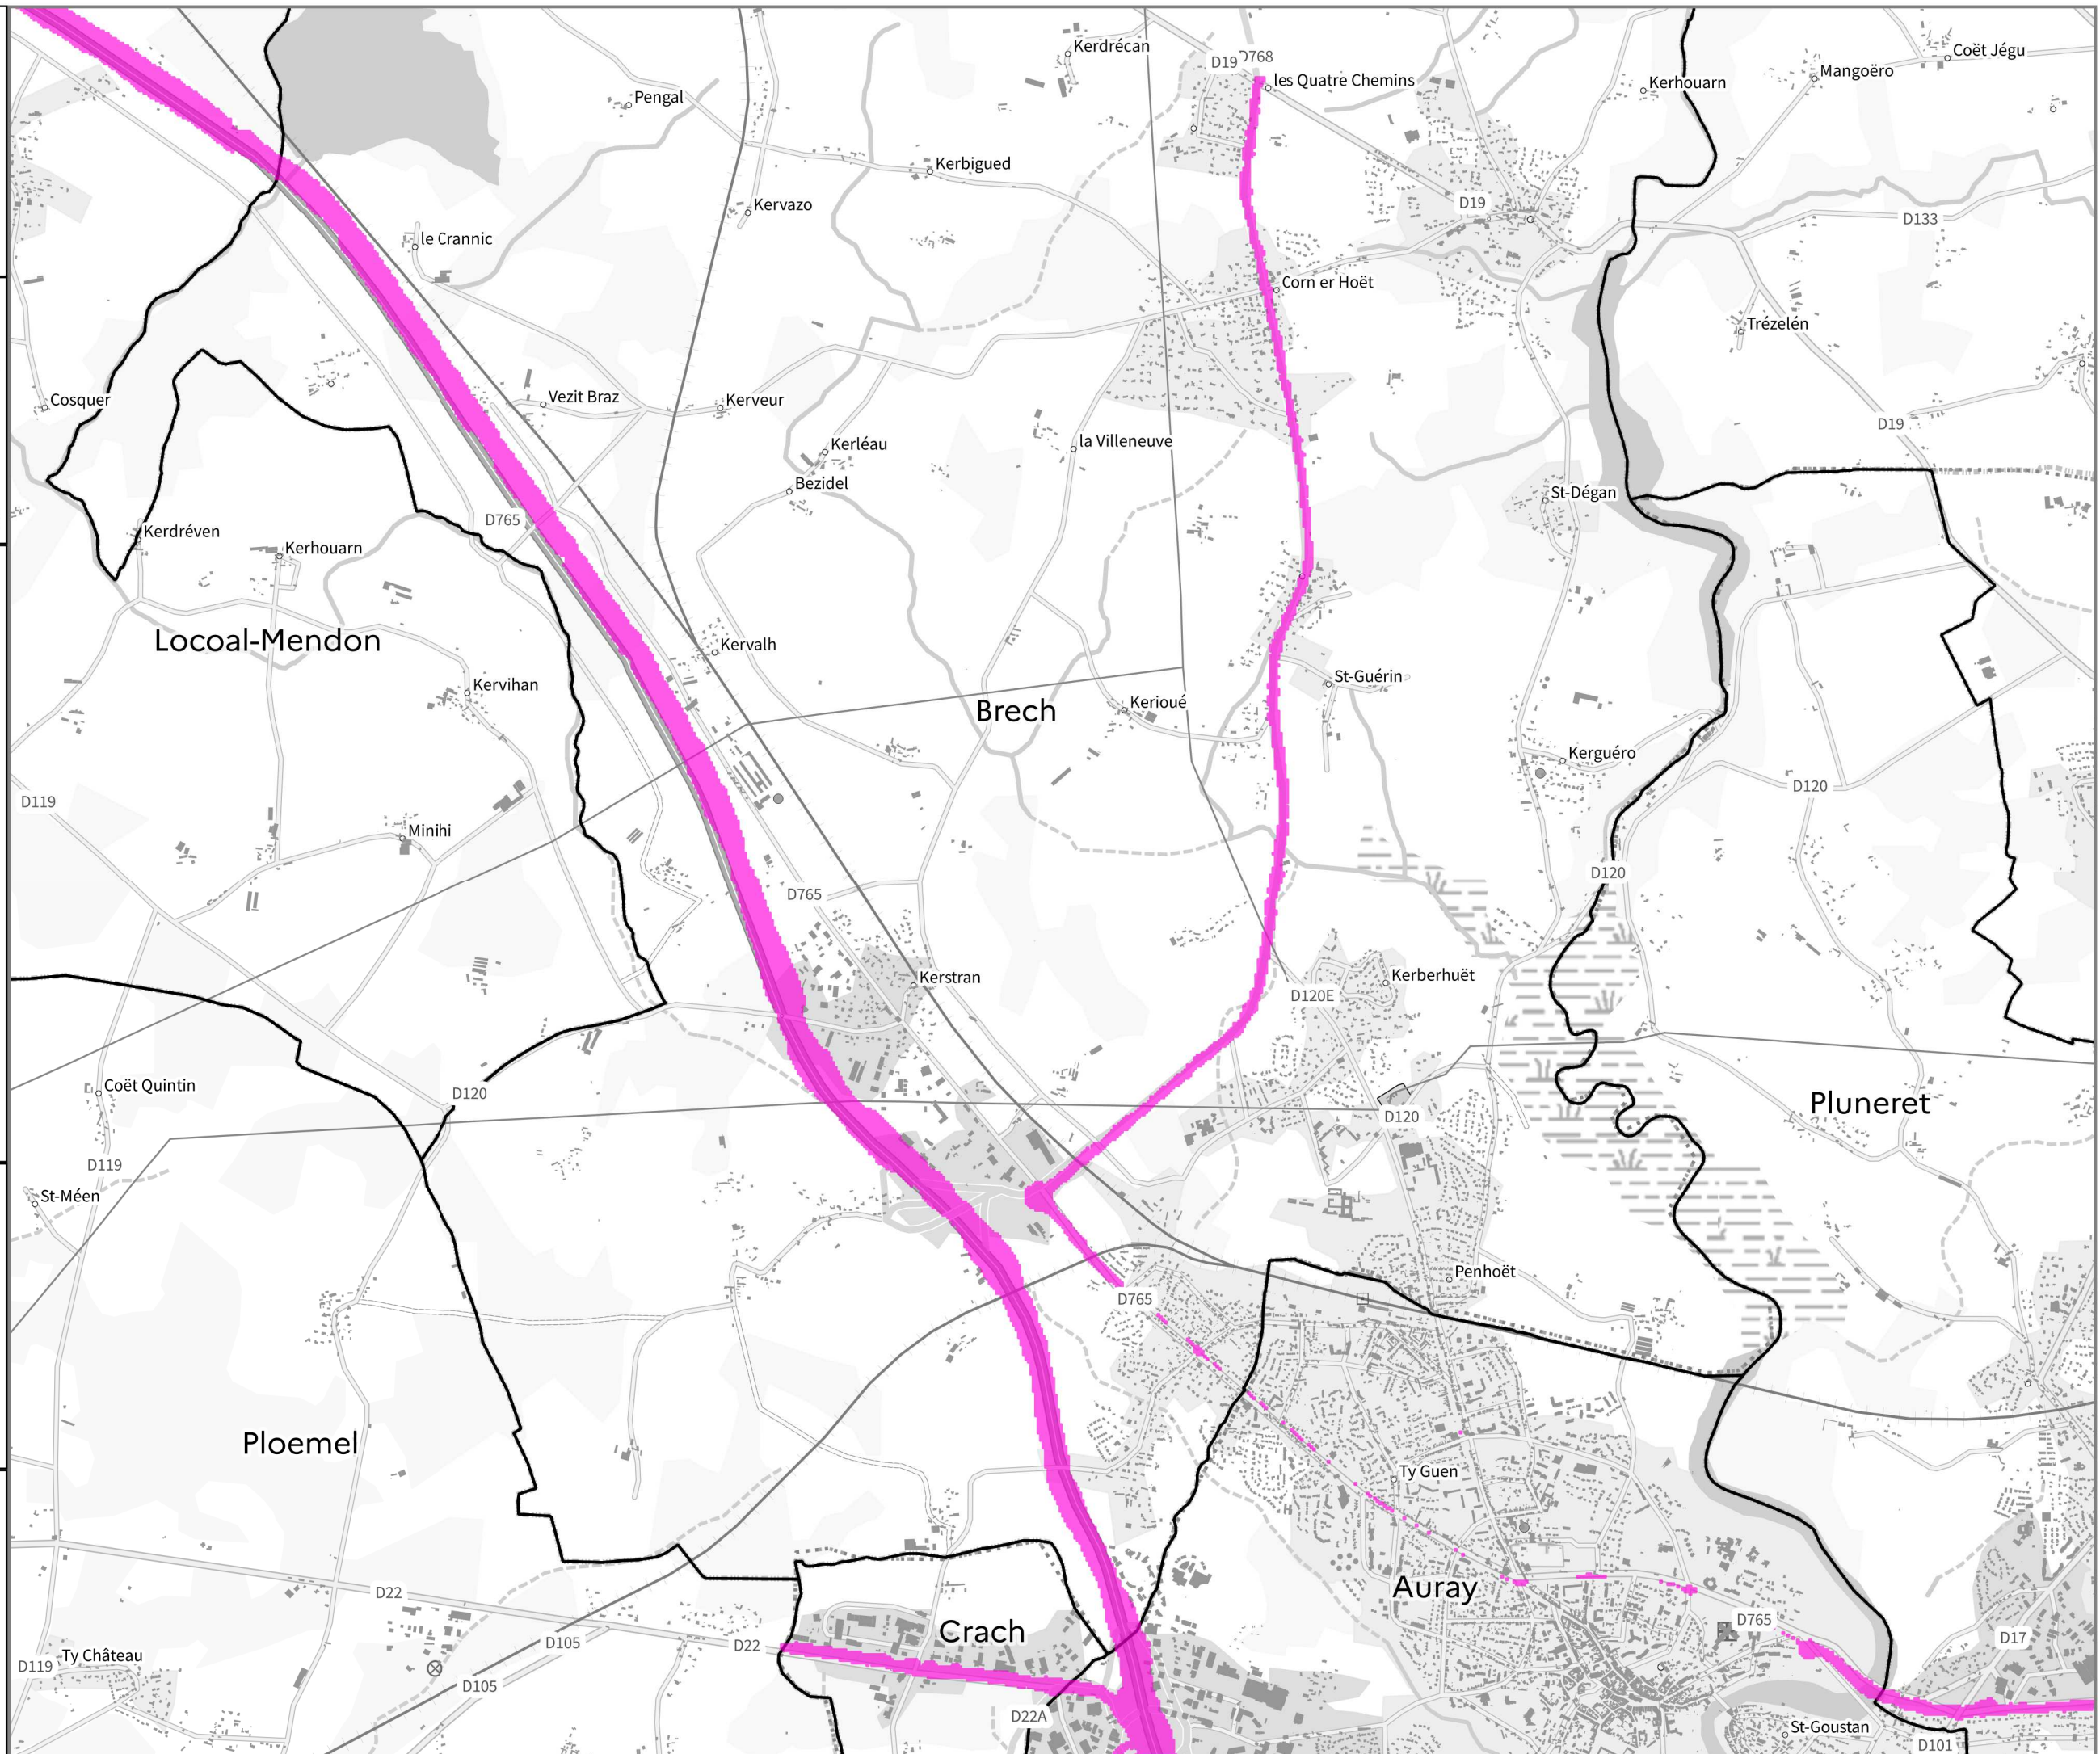 Kerdrécan
Coët Jégu
D19
D768
Mangoëro
les Quatre Chemins
Kerhouarn
Pengal
Kerbigued
Kervazo
D19
D133
le Crannic
Corn er Hoët
Trézelén
Cosquer
Vezit Braz
Kerveur
D19
Kerléau
la Villeneuve
Bezidel
St-Dégan
D765
Kerdréven
Kerhouarn
Locoal-Mendon
Kervalh
St-Guérin
Kervihan
Kerioué
Brech
Kerguéro
D119
D120
Minihi
D120
D765
Kerstran
Kerberhuët
D120E
Coët Quintin
D120
Pluneret
D120
D119
St-Méen
Penhoët
D765
Ploemel
Ty Guen
D22
Auray
D765
Crach
D105
D22
D17
Ty Château
D119
D105
D22A
St-Goustan
D101